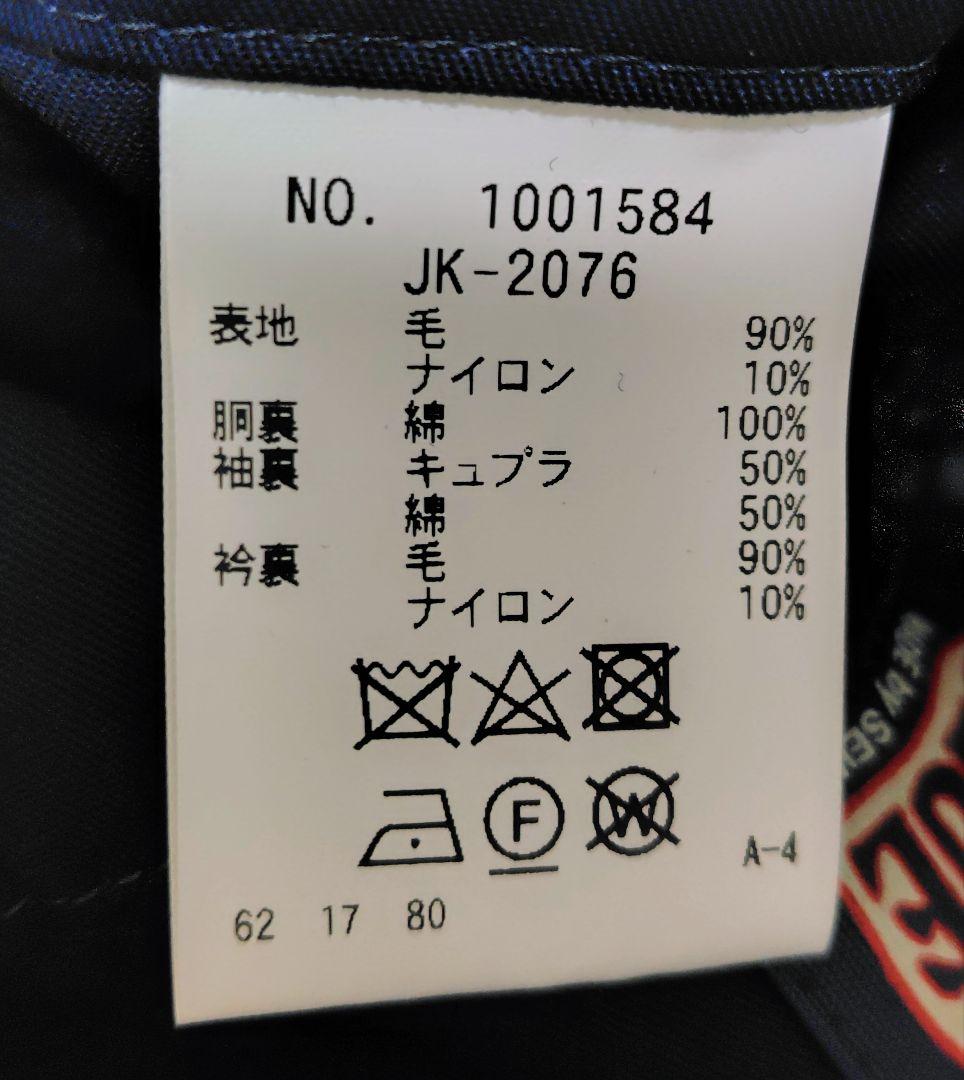 NO. 1001584
JK-2076
表地 毛 90%
ナイロン 10%
胴裏 綿 100%
袖裏 キュプラ 50%
綿 50%
衿裏 毛 90%
ナイロン 10%
F W
A-4
62 17 80
by